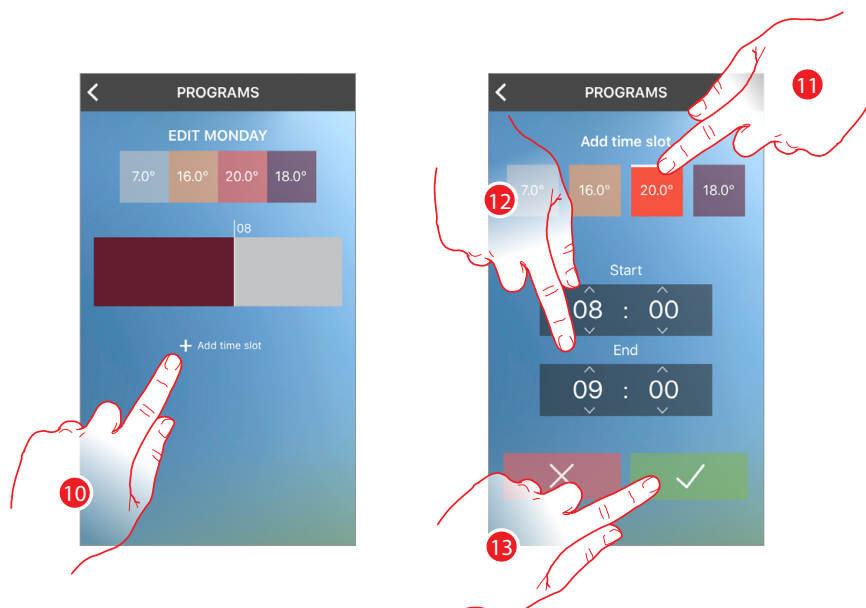 PROGRAMS
EDIT MONDAY
7.0° 16.0° 20.0° 18.0°
08
+ Add time slot
10
PROGRAMS
11
Add time slot
7.0° 16.0° 20.0° 18.0°
12
Start
08 : 00
End
09 : 00
13